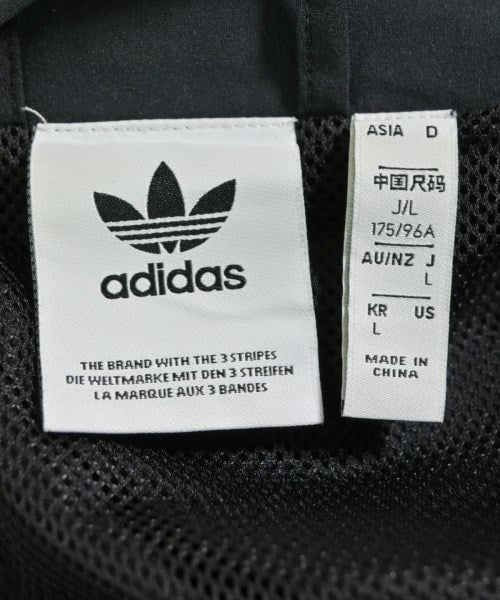 adidas
THE BRAND WITH THE 3 STRIPES
DIE WELTMARKE MIT DEN 3 STREIFEN
LA MARQUE AUX 3 BANDES
ASIA D
中国尺码
J/L
175/96A
AU/NZ J
L
KR US
L
MADE IN
CHINA